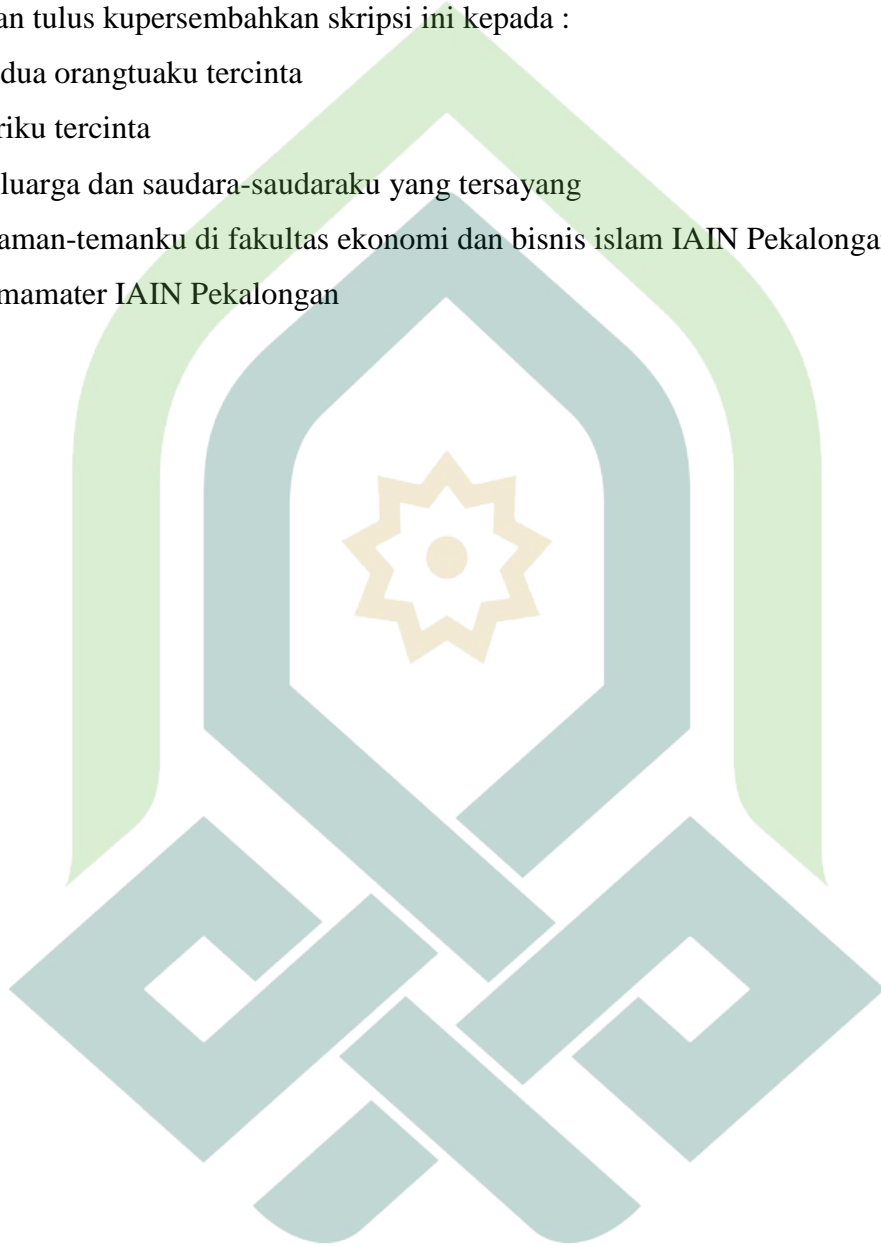 an tulus kupersembahkan skripsi ini kepada :
dua orangtuaku tercinta
riku tercinta
luarga dan saudara-saudaraku yang tersayang
aman-temanku di fakultas ekonomi dan bisnis islam IAIN Pekalongan
mamater IAIN Pekalongan